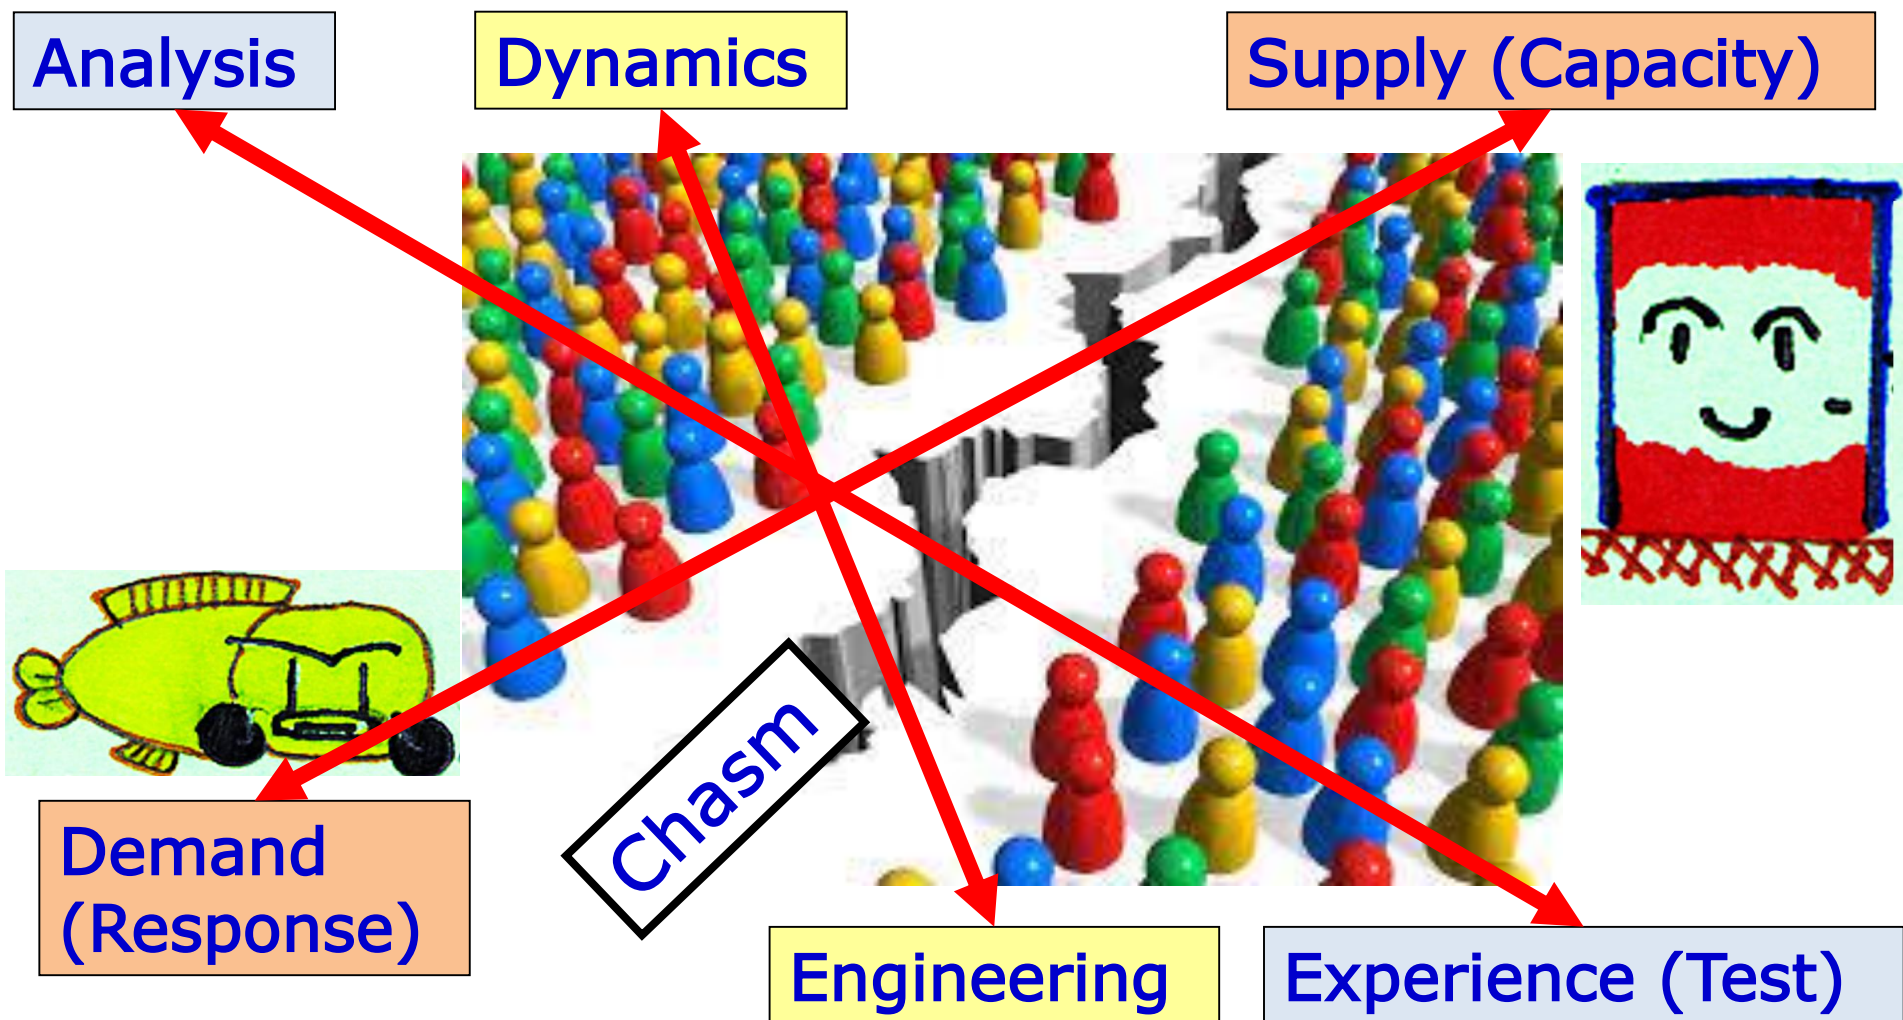 Analysis
Dynamics
Supply (Capacity)
Chasm
Demand
(Response)
Engineering
Experience (Test)